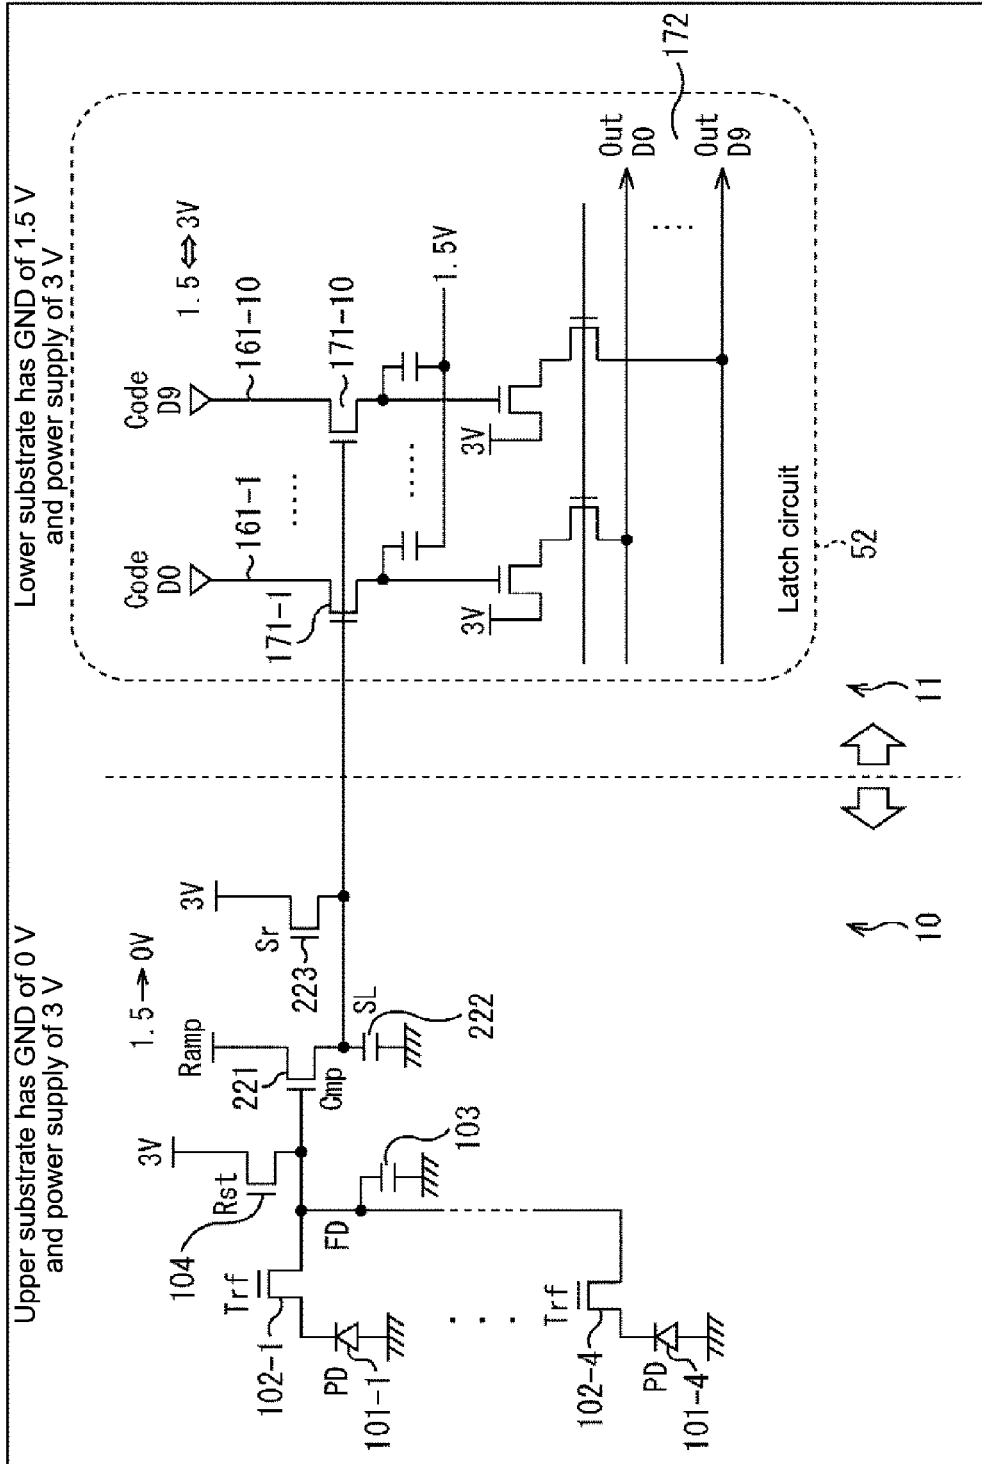 Upper substrate has GND of 0 V
and power supply of 3 V
Lower substrate has GND of 1.5 V
and power supply of 3 V
104
3V
Rst
Trf
102-1
PD
101-1
FD
103
Trf
102-4
PD
101-4
Ramp
1.5→0V
221
Cmp
SL
222
3V
Sr
223
10
11
Code
D0
161-1
171-1
Code
D9
161-10
171-10
1.5⇔3V
.....
.....
1.5V
3V
3V
Out
D0
....
Out
D9
172
Latch circuit
52